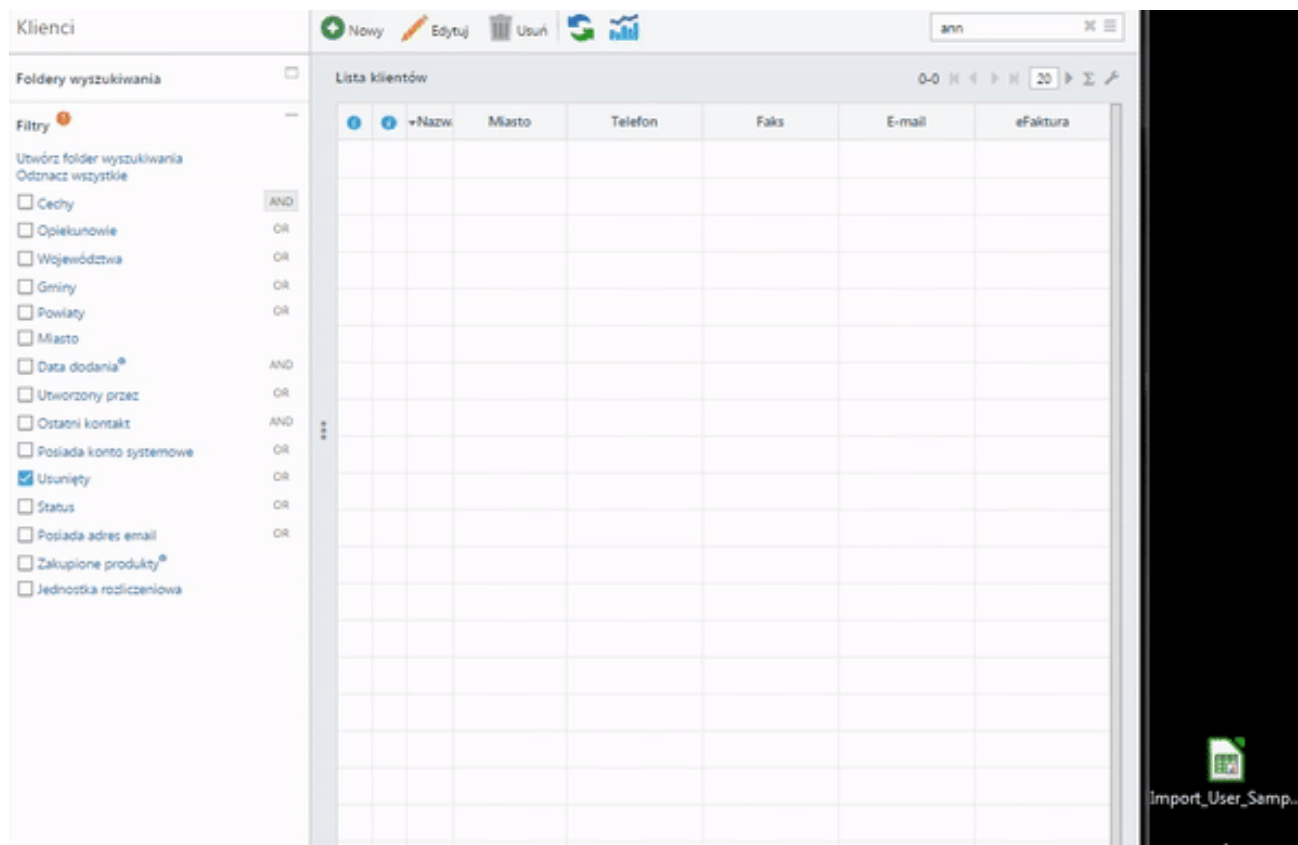 Klienci
Nowy Edytuj Usuń
ann
Foldery wyszukiwania
Lista klientów
0-0 20 Σ
Filtry
Nazw Miasto Telefon Faks E-mail eFaktura
Utwórz folder wyszukiwania
Odznacz wszystkie
Cechy AND
Opiekunowie OR
Województwa OR
Gminy OR
Powiaty OR
Miasto
Data dodania AND
Utworzony przez OR
Ostatni kontakt AND
Posiada konto systemowe OR
Usunięty OR
Status OR
Posiada adres email OR
Zakupione produkty
Jednostka rozliczeniowa
Import_User_Samp...